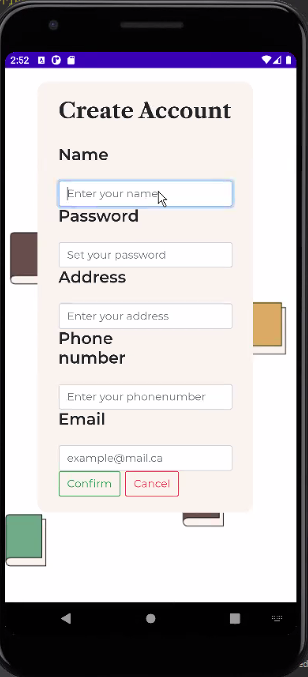 2:52
Create Account
Name
Enter your name
Password
Set your password
Address
Enter your address
Phone
number
Enter your phonenumber
Email
example@mail.ca
Confirm Cancel